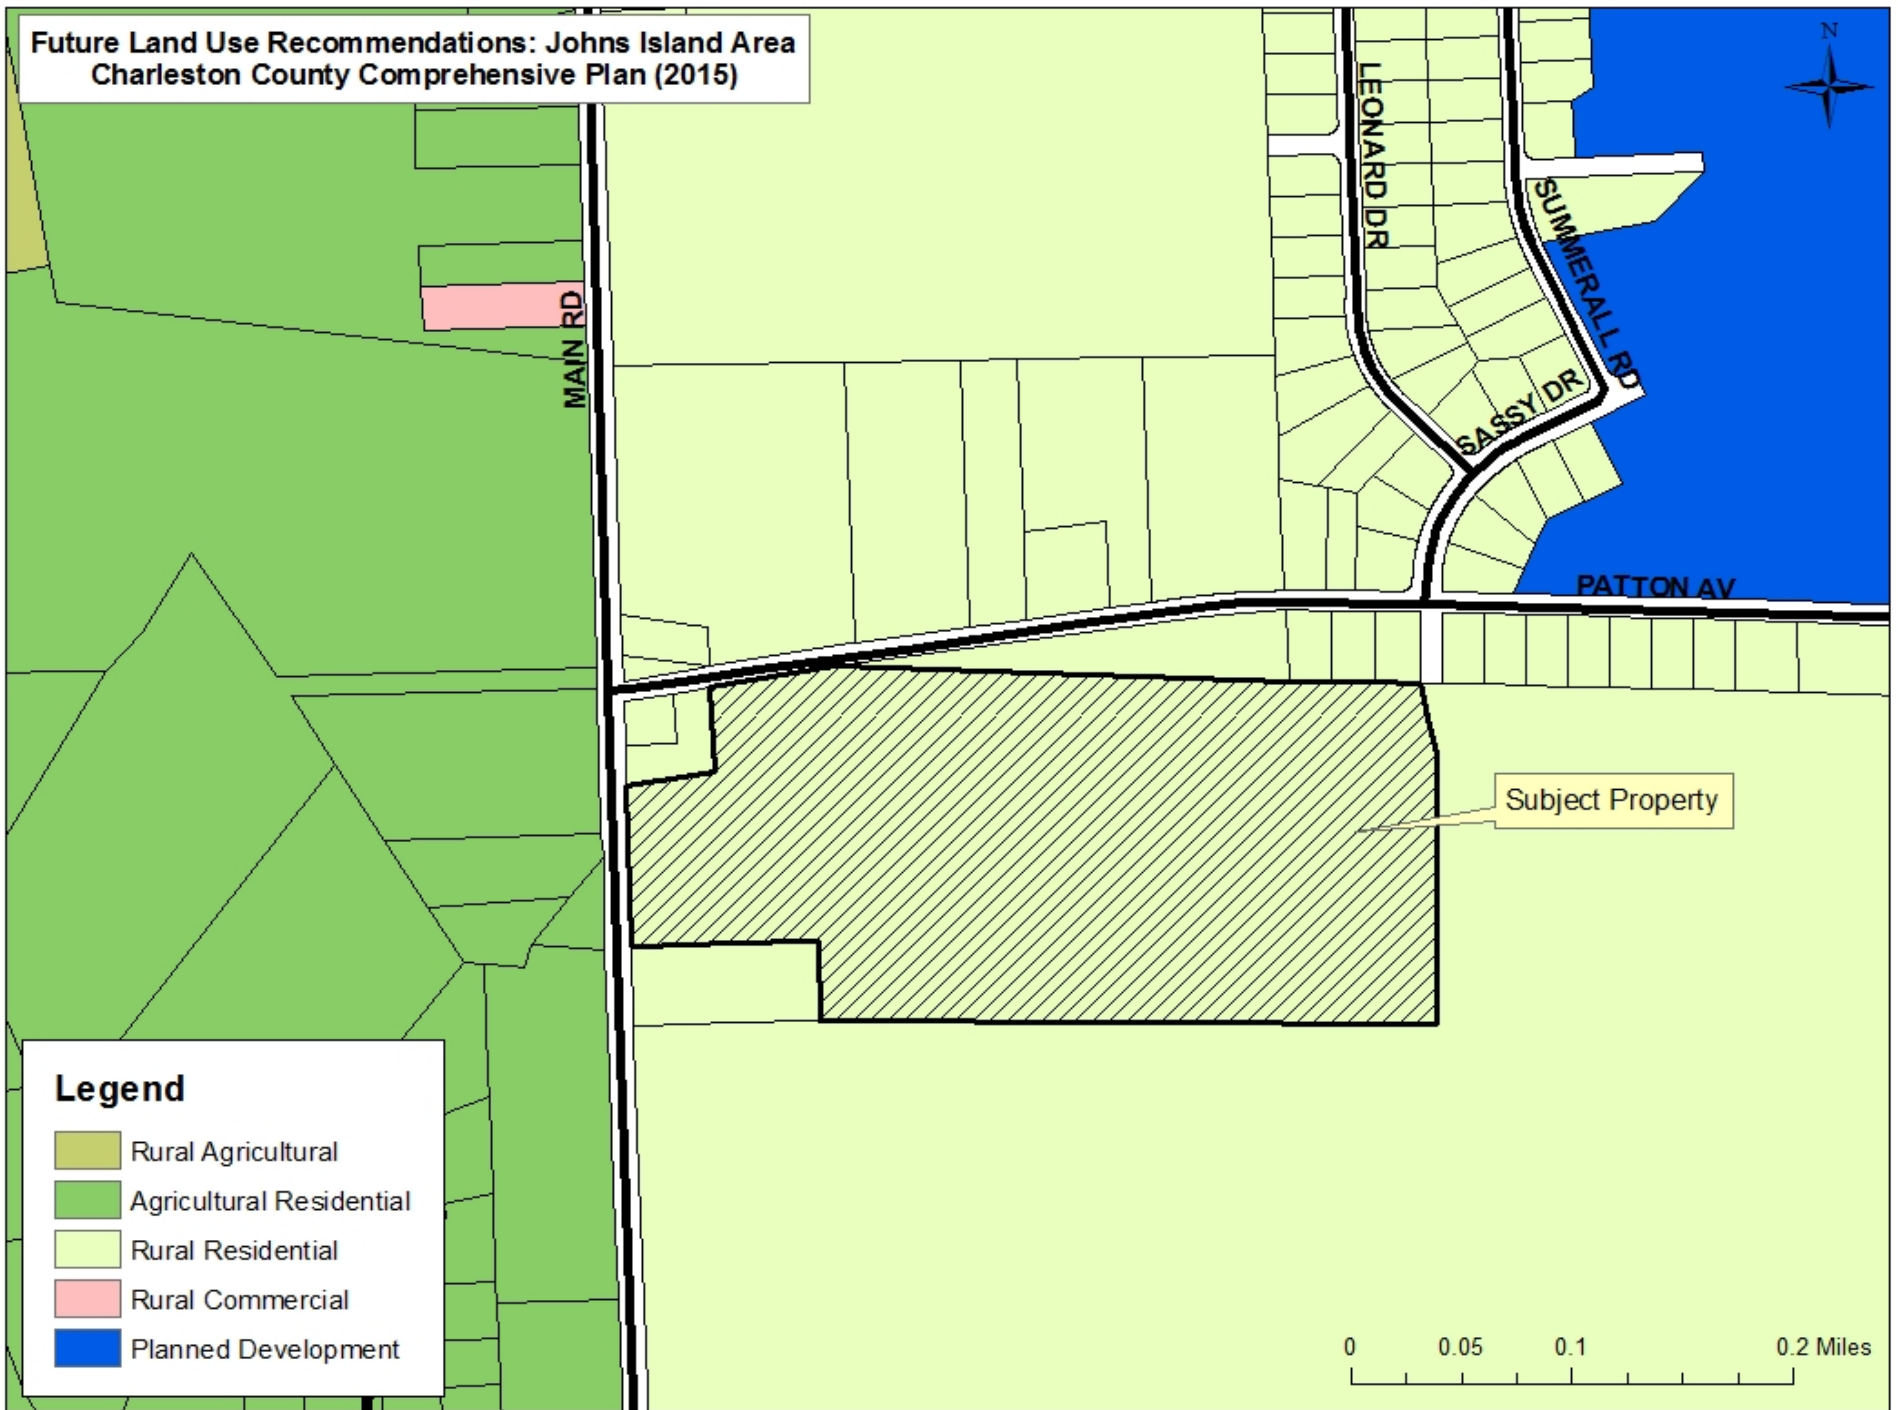 Future Land Use Recommendations: Johns Island Area
Charleston County Comprehensive Plan (2015)
N
LEONARD DR
SUMMERALL RD
MAIN RD
SASSY DR
PATTON AV
Subject Property
Legend
Rural Agricultural
Agricultural Residential
Rural Residential
Rural Commercial
Planned Development
0 0.05 0.1 0.2 Miles